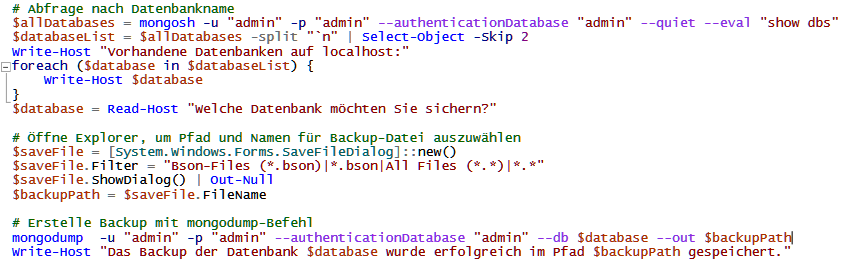 # Abfrage nach Datenbankname
$allDatabases = mongosh -u "admin" -p "admin" --authenticationDatabase "admin" --quiet --eval "show dbs"
$databaseList = $allDatabases -split "`n" | Select-Object -Skip 2
Write-Host "Vorhandene Datenbanken auf localhost:"
foreach ($database in $databaseList) {
    Write-Host $database
}
$database = Read-Host "Welche Datenbank möchten Sie sichern?"

# Öffne Explorer, um Pfad und Namen für Backup-Datei auszuwählen
$saveFile = [System.Windows.Forms.SaveFileDialog]::new()
$saveFile.Filter = "Bson-Files (*.bson)|*.bson|All Files (*.*)|*.*"
$saveFile.ShowDialog() | Out-Null
$backupPath = $saveFile.FileName

# Erstelle Backup mit mongodump-Befehl
mongodump  -u "admin" -p "admin" --authenticationDatabase "admin" --db $database --out $backupPath
Write-Host "Das Backup der Datenbank $database wurde erfolgreich im Pfad $backupPath gespeichert."